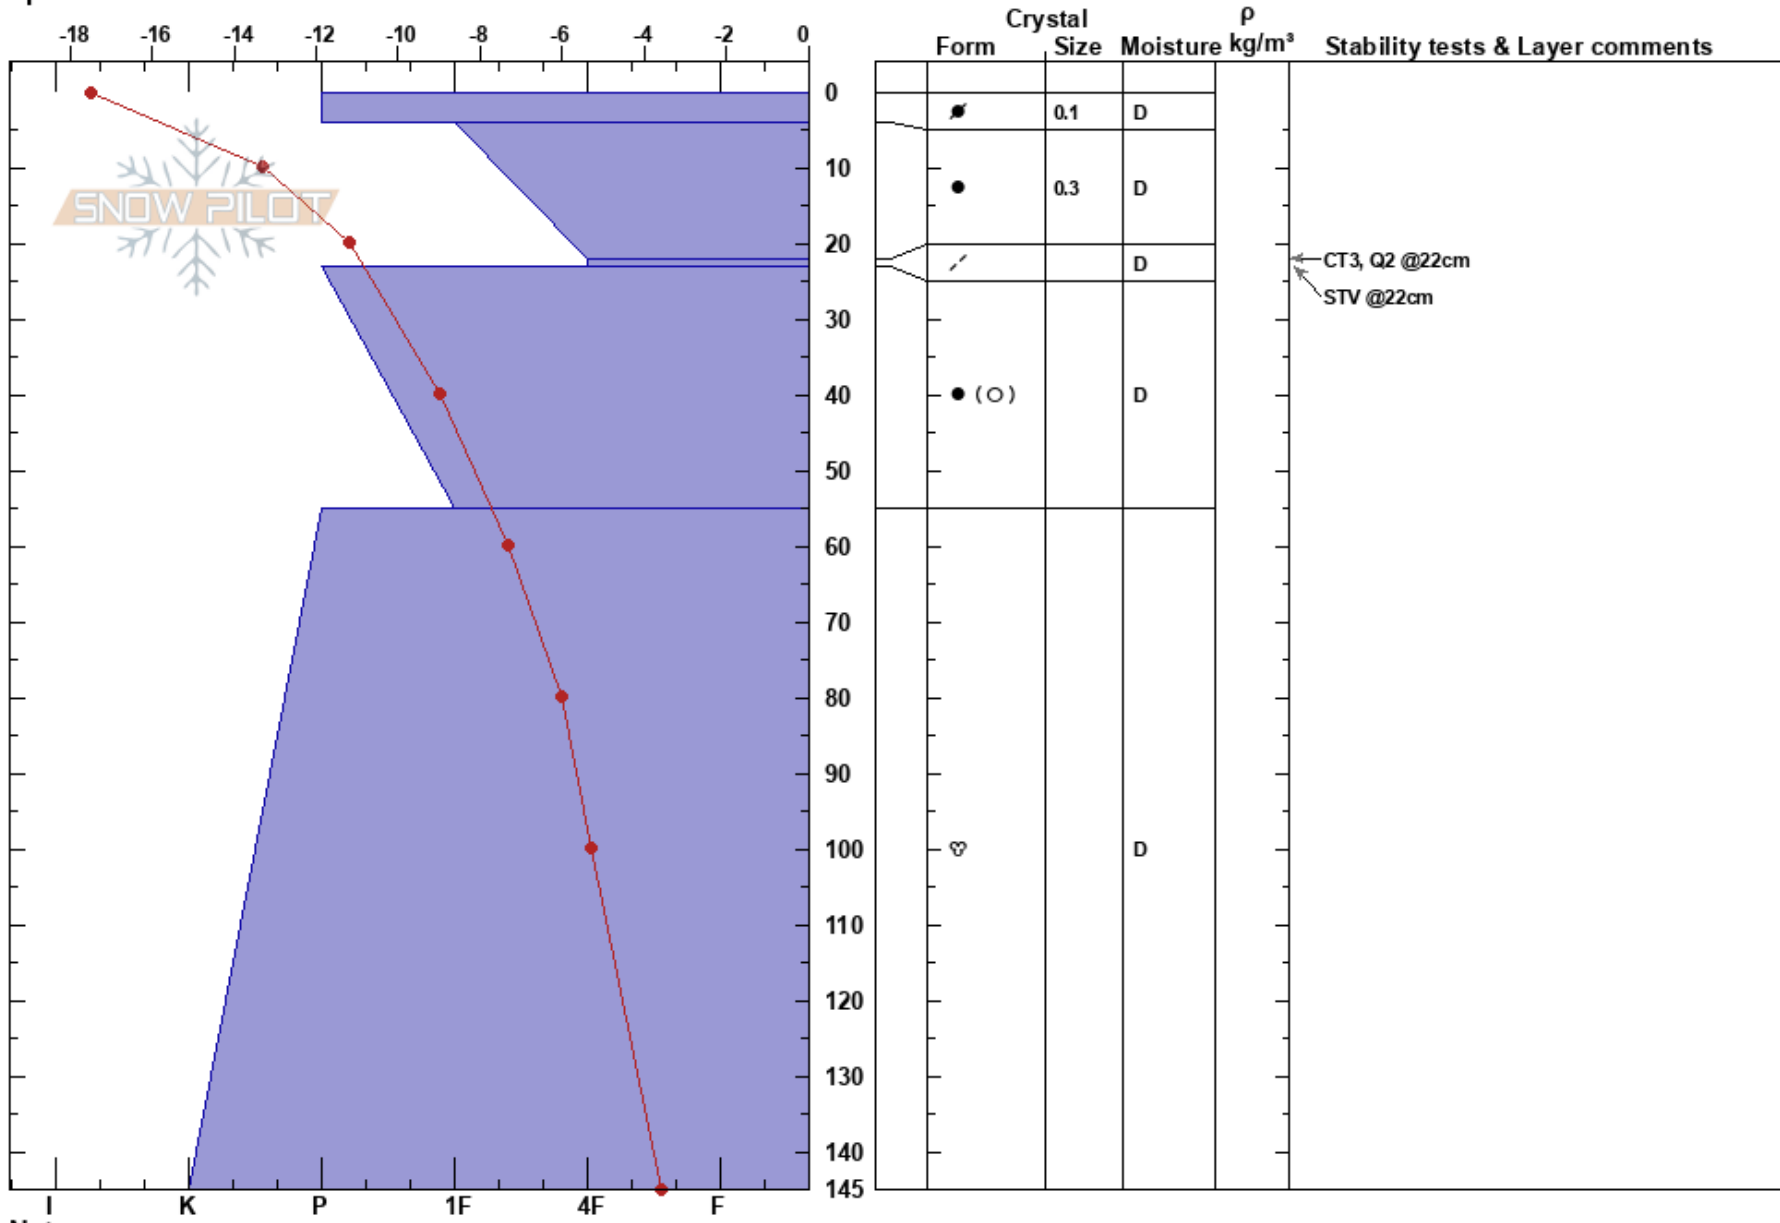 -18 -16 -14 -12 -10 -8 -6 -4 -2 0
Crystal ρ
Form Size Moisture kg/m³ Stability tests & Layer comments
0
0.1 D
10
0.3 D
SNOW PILOT
20
D
CT3, Q2 @22cm
STV @22cm
30
40
( ) D
50
60
70
80
90
100
D
110
120
130
140
145
I K P 1F 4F F